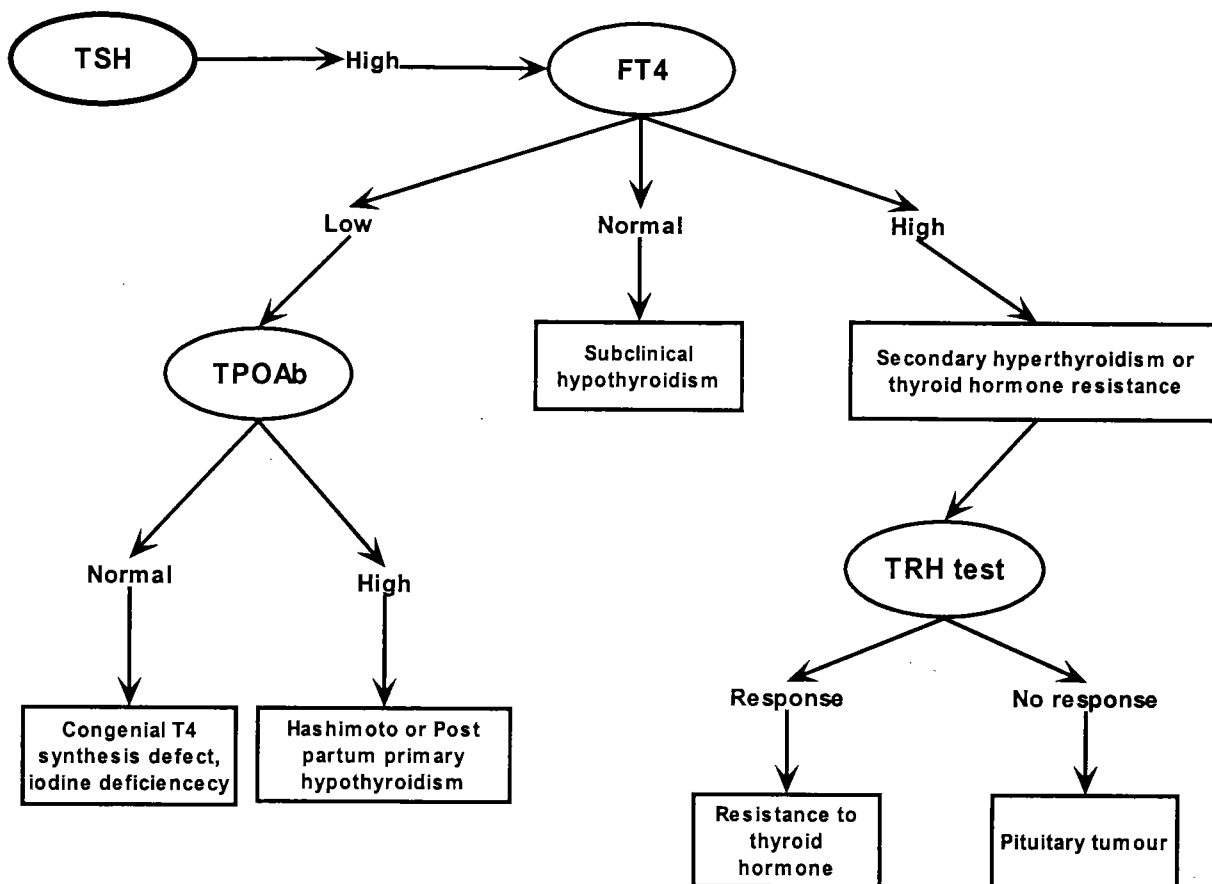 TSH
High
FT4
Low
Normal
High
TPOAb
Subclinical
hypothyroidism
Secondary hyperthyroidism or
thyroid hormone resistance
TRH test
Normal
High
Response
No response
Congenial T4
synthesis defect,
iodine deficiencecy
Hashimoto or Post
partum primary
hypothyroidism
Resistance to
thyroid
hormone
Pituitary tumour